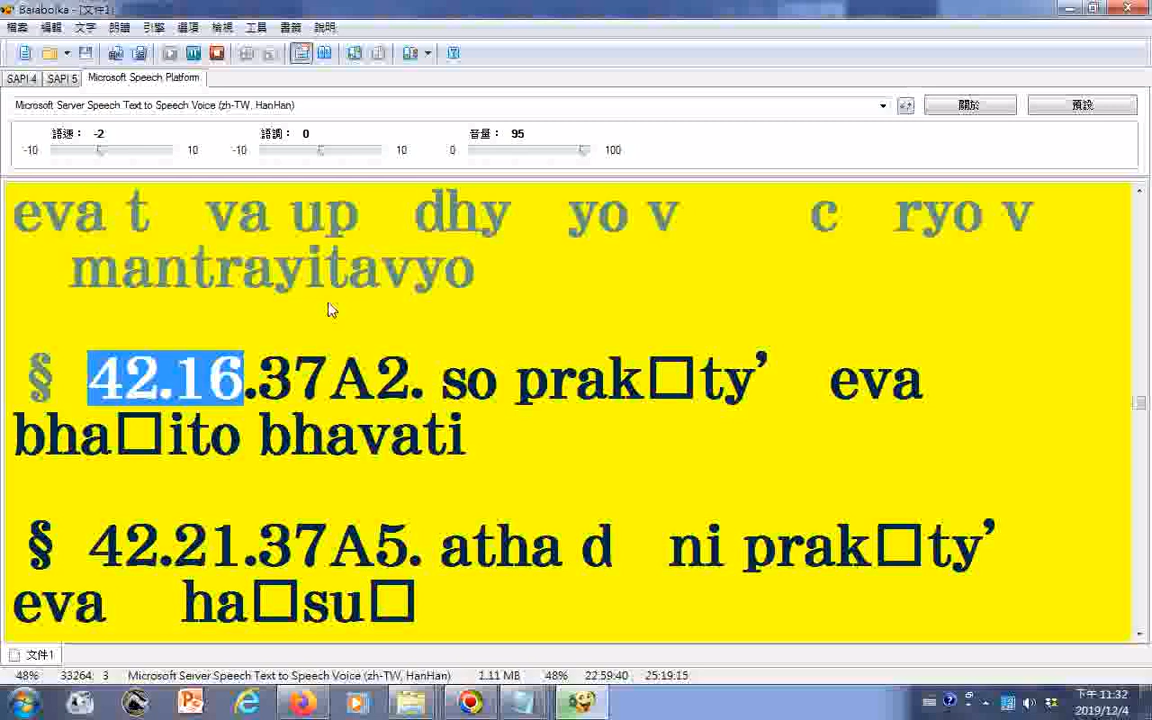 Balabolka - [文件1]
檔案 編輯 文字 朗讀 引擎 選項 檢視 工具 書籤 說明
SAPI 4 SAPI 5 Microsoft Speech Platform
Microsoft Server Speech Text to Speech Voice (zh-TW, HanHan) 關於 預設
語速： -2 語調： 0 音量： 95
-10 10 -10 10 0 100
eva t va up dhy yo v c ryo v
mantrayitavyo
§ 42.16.37A2. so prak□ty’ eva
bha□ito bhavati
§ 42.21.37A5. atha d ni prak□ty’
eva ha□su□
文件1
48% 33264 : 3 Microsoft Server Speech Text to Speech Voice (zh-TW, HanHan) 1.11 MB 48% 22:59:40 25:19:15
下午 11:32
2019/12/4